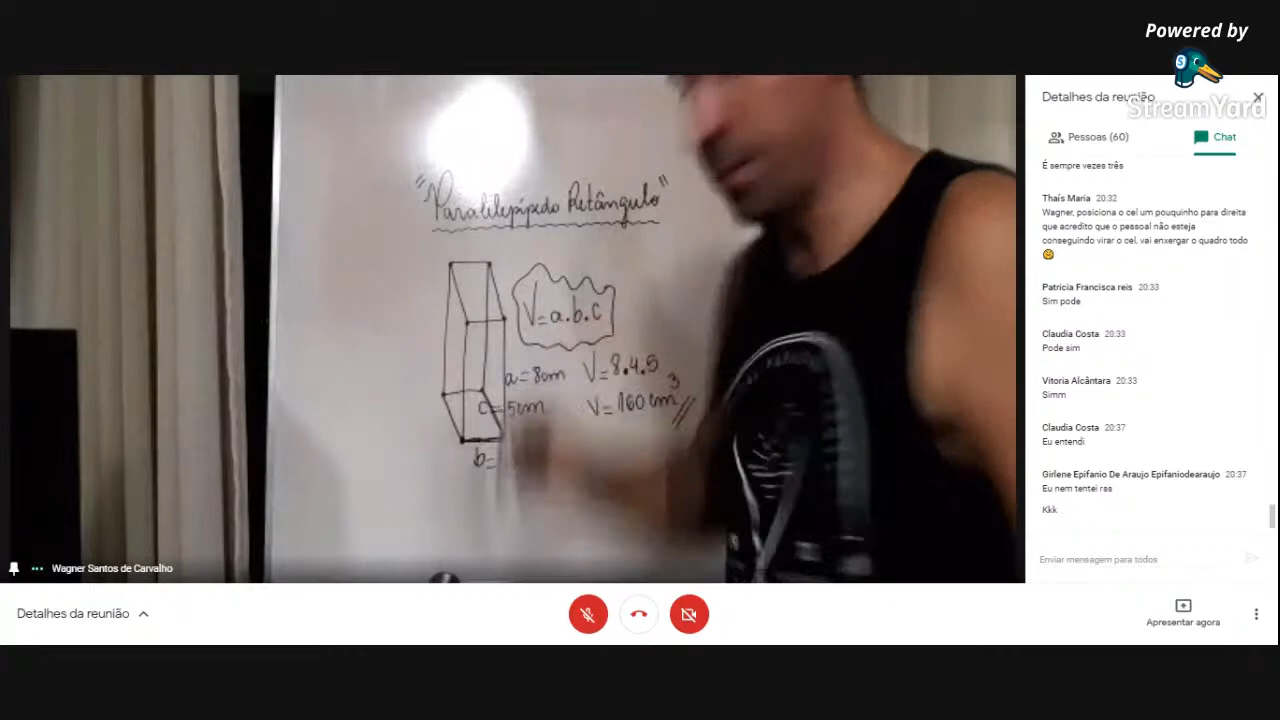 Powered by
StreamYard
Detalhes da reunião
Pessoas (60)
Chat
É sempre vezes três
Thaís Maria 20:32
Wagner, posiciona o cel um pouquinho para direita
que acredito que o pessoal não esteja
conseguindo virar o cel, vai enxergar o quadro todo
Patricia Francisca reis 20:33
Sim pode
Claudia Costa 20:33
Pode sim
Vitoria Alcântara 20:33
Simm
Claudia Costa 20:37
Eu entendi
Girlene Epifanio De Araujo Epifaniodearaujo 20:37
Eu nem tentei rss
Kkk
Enviar mensagem para todos
"Paralelepípedo Retângulo"
V=a.b.c
a=8cm V=8.4.5
c=5cm V=160cm³//
b=
Wagner Santos de Carvalho
Detalhes da reunião
Apresentar agora